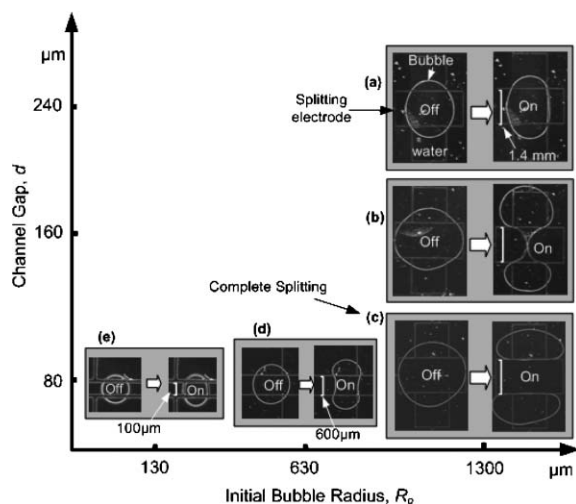 µm
240
160
80
Channel Gap, d
(a)
Bubble
Splitting
electrode
Off
On
water
1.4 mm
(b)
Off
On
Complete Splitting
(c)
Off
On
(d)
Off
On
600µm
(e)
Off
On
100µm
130
630
1300
µm
Initial Bubble Radius,